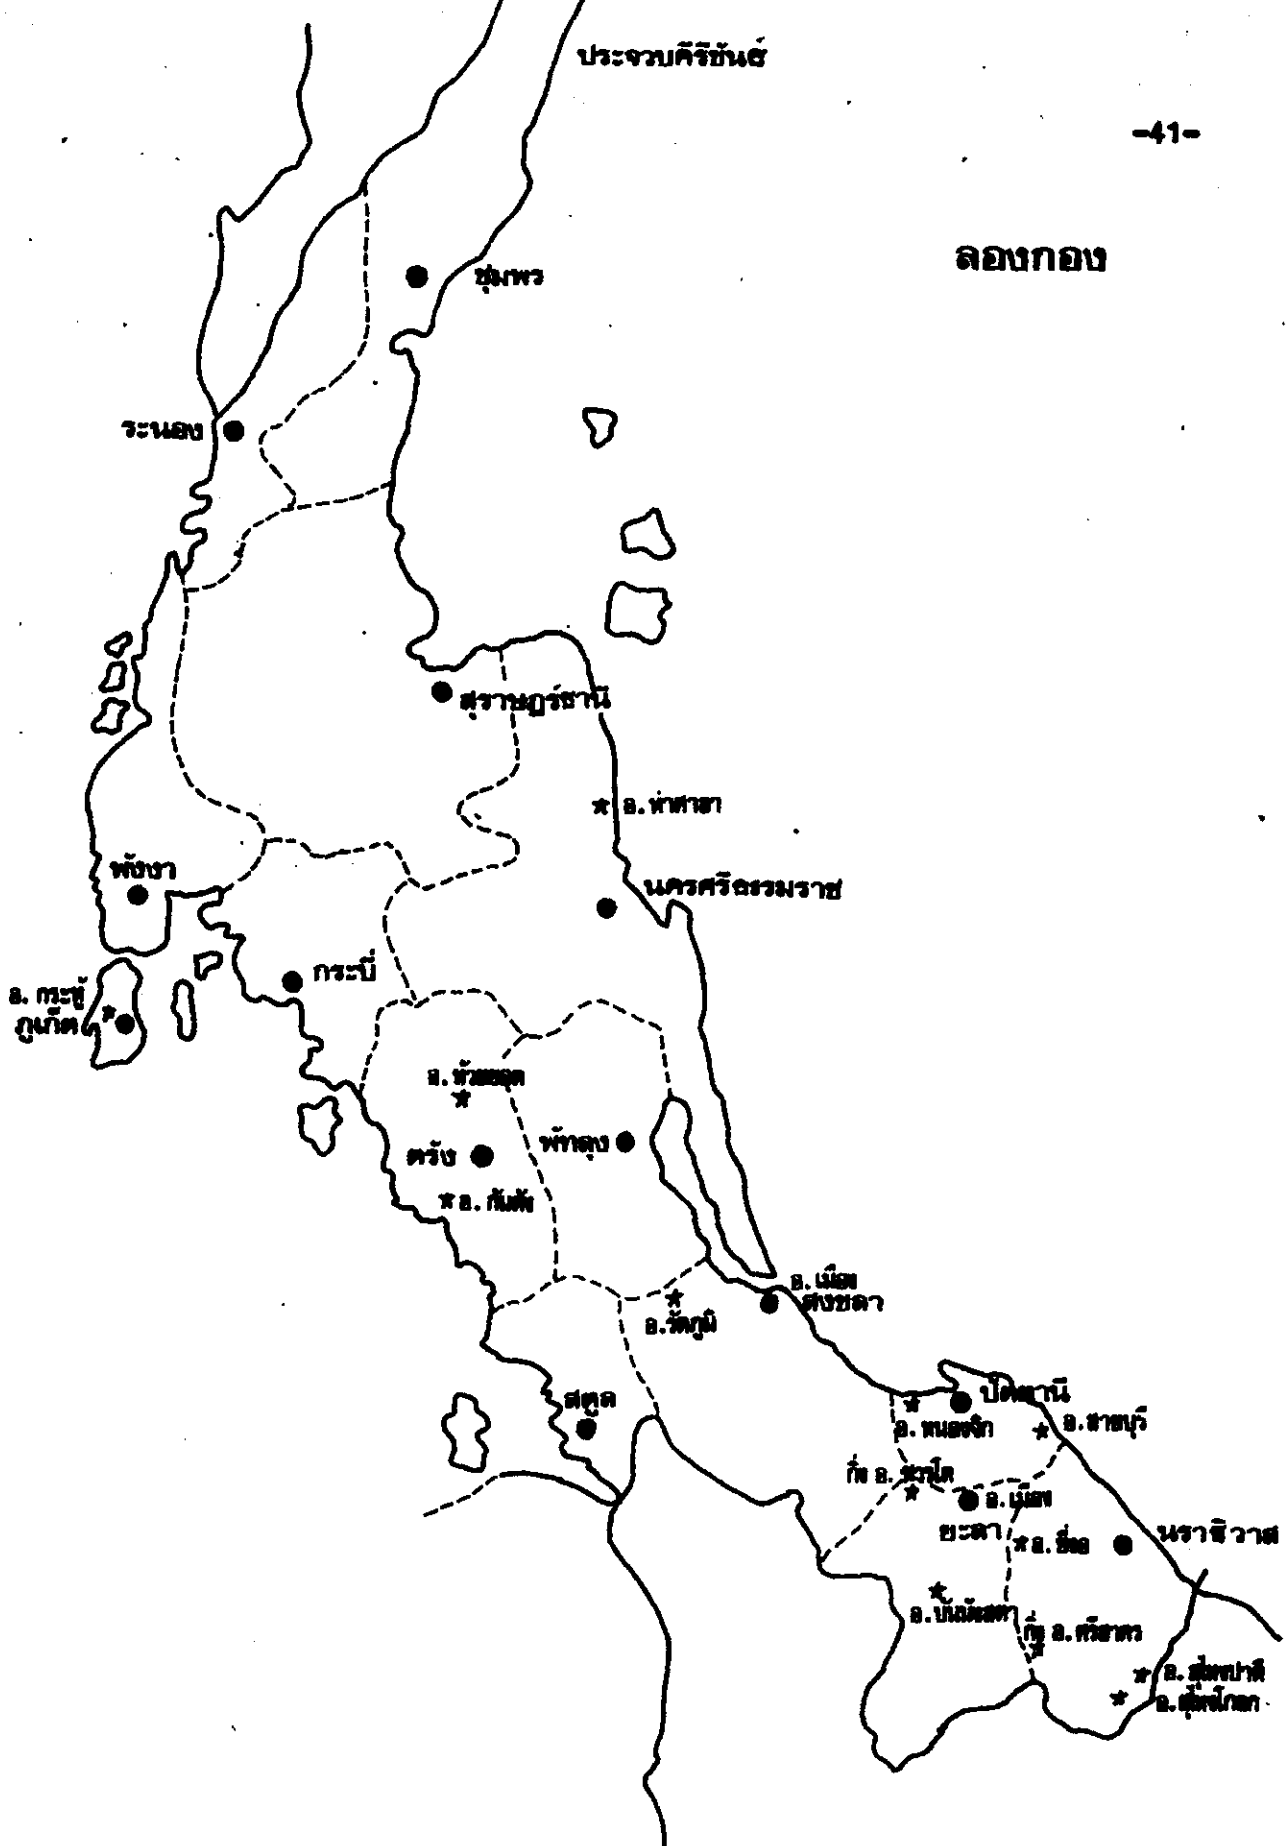 ประจวบคีรีขันธ์
-41-
ลองกอง
ชุมพร
ระนอง
สุราษฎร์ธานี
อ.ท่าศาลา
พังงา
นครศรีธรรมราช
กระบี่
อ. กระทู้
ภูเก็ต
อ.ห้วยยอด
ตรัง
พัทลุง
อ. กันตัง
อ.เมือง
สงขลา
อ.รัตภูมิ
สตูล
ปัตตานี
อ. หนองจิก
อ.สายบุรี
กิ่ง อ.
อ.เมือง
ยะลา
อ.ยี่งอ
นราธิวาส
อ.บันนังสตา
กิ่ง อ.ศรีสาคร
อ.สุไหงปาดี
อ.สุไหงโกลก